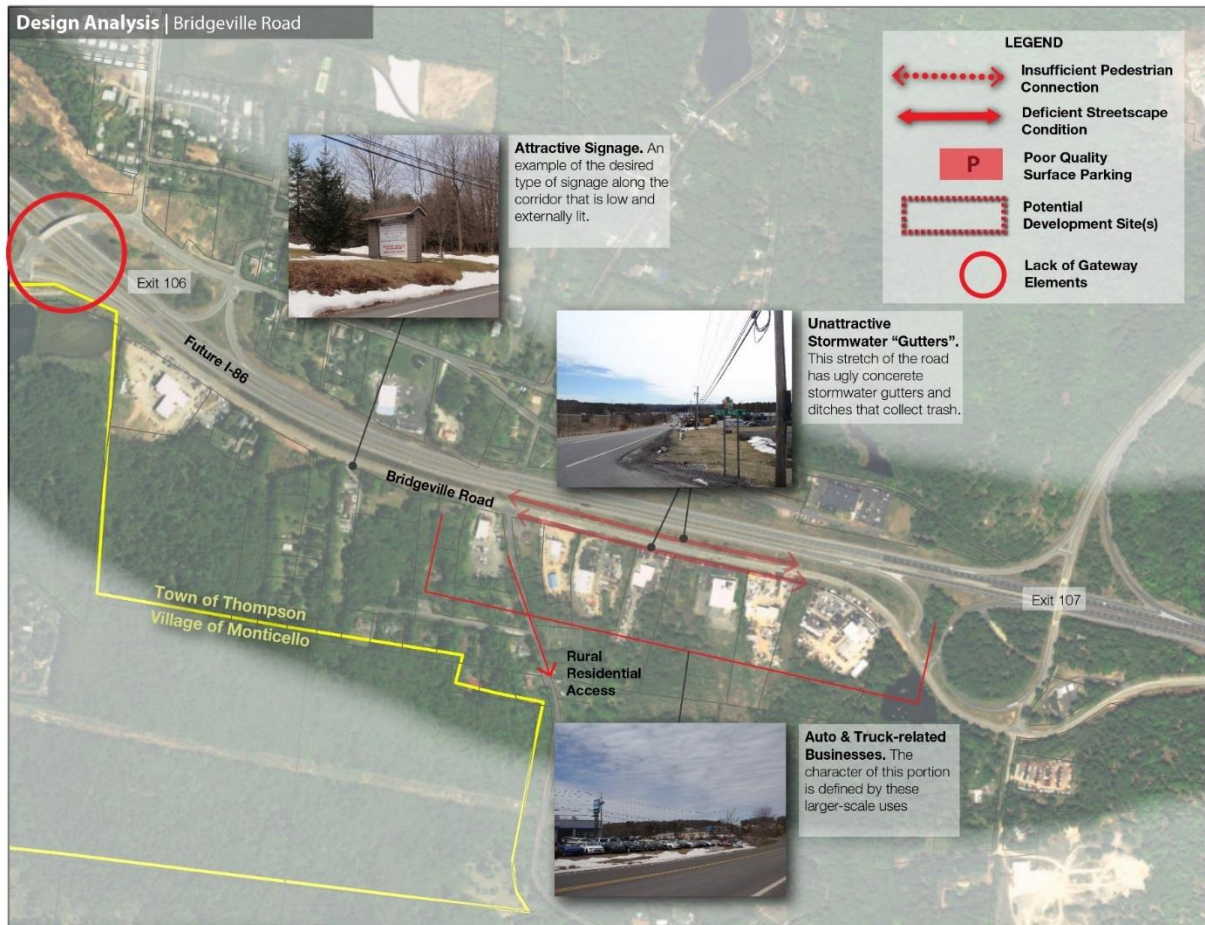 Design Analysis | Bridgeville Road
LEGEND
Insufficient Pedestrian
Connection
Deficient Streetscape
Condition
P
Poor Quality
Surface Parking
Potential
Development Site(s)
Lack of Gateway
Elements
Attractive Signage. An
example of the desired
type of signage along the
corridor that is low and
externally lit.
Exit 106
Future I-86
Unattractive
Stormwater “Gutters”.
This stretch of the road
has ugly concerete
stormwater gutters and
ditches that collect trash.
Bridgeville Road
Exit 107
Town of Thompson
Village of Monticello
Rural
Residential
Access
Auto & Truck-related
Businesses. The
character of this portion
is defined by these
larger-scale uses